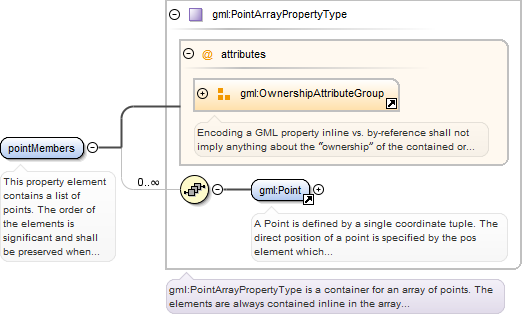 gml:PointArrayPropertyType
@ attributes
gml:OwnershipAttributeGroup
Encoding a GML property inline vs. by-reference shall not
imply anything about the "ownership" of the contained or...
pointMembers
This property element
contains a list of
points. The order of
the elements is
significant and shall
be preserved when...
0..∞
gml:Point
A Point is defined by a single coordinate tuple. The
direct position of a point is specified by the pos
element which...
gml:PointArrayPropertyType is a container for an array of points. The
elements are always contained inline in the array...